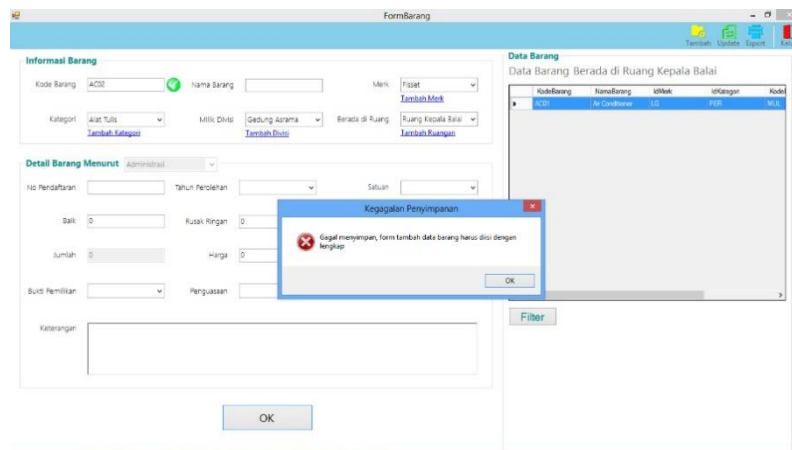 FormBarang
Tambah Update Export
Informasi Barang
Kode Barang AC02 Nama Barang Merk Fisset
Tambah Merk
Kategori Alat Tulis Milik Divisi Gedung Asrama Berada di Ruang Ruang Kepala Balai
Tambah Kategori Tambah Divisi Tambah Ruangan
Detail Barang Menurut Administrasi
No Pendaftaran Tahun Perolehan Satuan
Baik 0 Rusak Ringan 0
Jumlah 0 Harga 0
Bukti Pemilikan Penguasaan
Keterangan
OK
Kegagalan Penyimpanan
Gagal menyimpan, form tambah data barang harus diisi dengan
lengkap
OK
Data Barang
Data Barang Berada di Ruang Kepala Balai
KodeBarang NamaBarang IdMerk IdKategori
AC01 Air Conditioner LG PER MUL
Filter